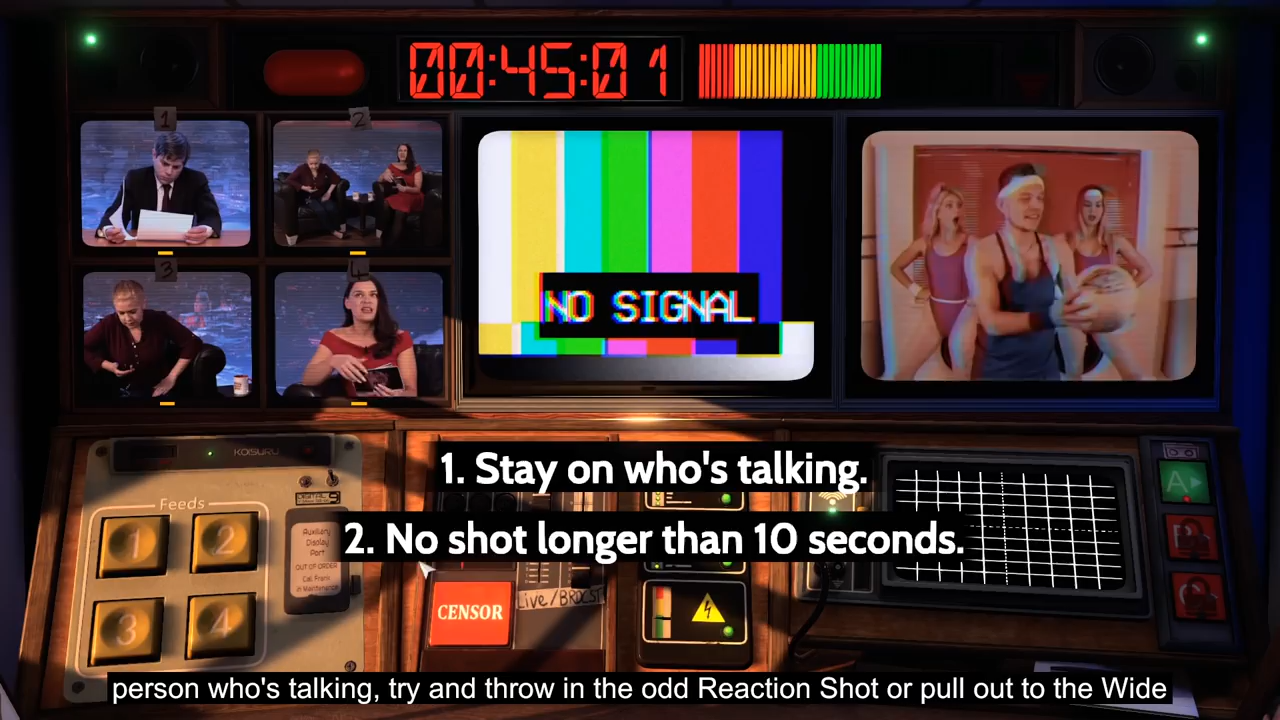 00:45:01
1
2
3
4
NO SIGNAL
1. Stay on who's talking.
2. No shot longer than 10 seconds.
KOISURU
Feeds
1
2
3
4
Auxiliary
Display
Port
OUT OF ORDER
Call Frank
in Maintenance
CENSOR
Live/BRDCST
A
person who's talking, try and throw in the odd Reaction Shot or pull out to the Wide